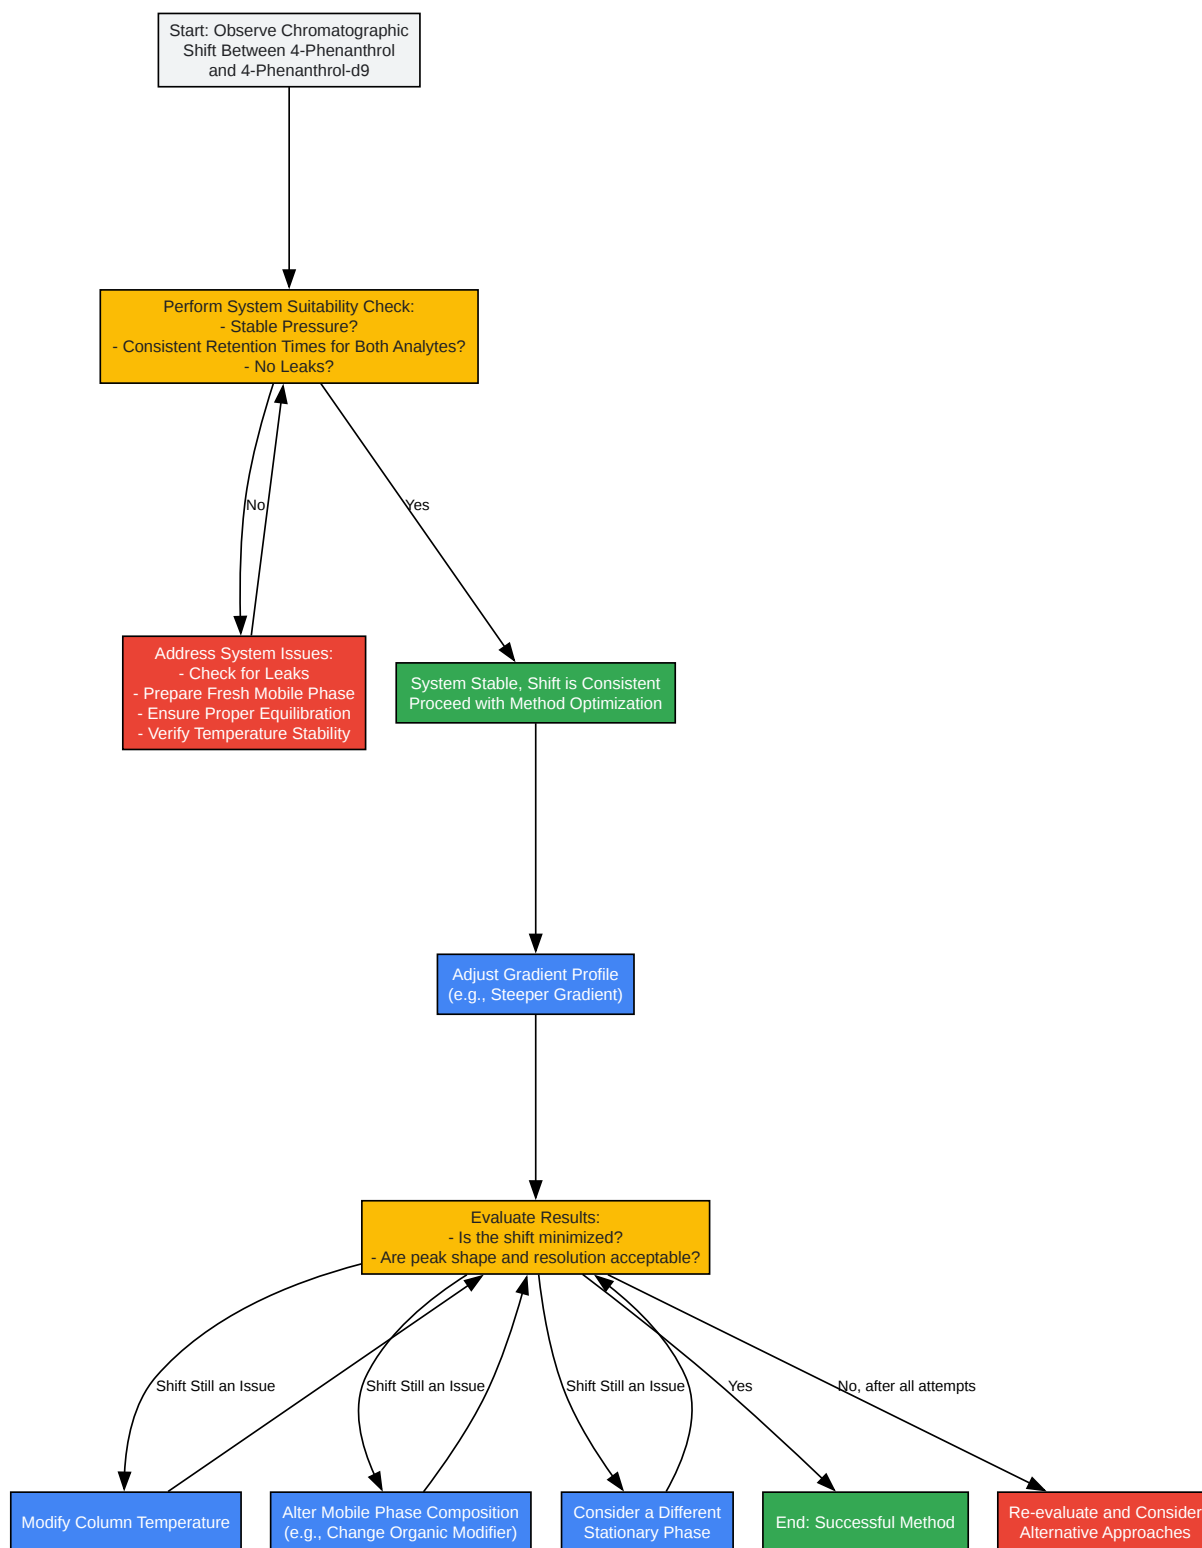 Start: Observe Chromatographic
Shift Between 4-Phenanthrol
and 4-Phenanthrol-d9
Perform System Suitability Check:
- Stable Pressure?
- Consistent Retention Times for Both Analytes?
- No Leaks?
No
Yes
Address System Issues:
- Check for Leaks
- Prepare Fresh Mobile Phase
- Ensure Proper Equilibration
- Verify Temperature Stability
System Stable, Shift is Consistent
Proceed with Method Optimization
Adjust Gradient Profile
(e.g., Steeper Gradient)
Evaluate Results:
- Is the shift minimized?
- Are peak shape and resolution acceptable?
Shift Still an Issue
Shift Still an Issue
Shift Still an Issue
Yes
No, after all attempts
Modify Column Temperature
Alter Mobile Phase Composition
(e.g., Change Organic Modifier)
Consider a Different
Stationary Phase
End: Successful Method
Re-evaluate and Consider
Alternative Approaches